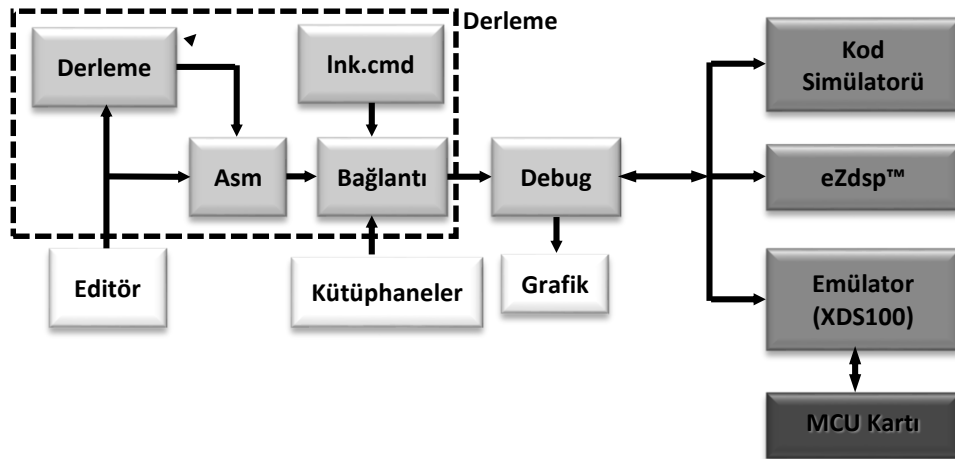 Derleme
Derleme
lnk.cmd
Kod
Simülatorü
Asm
Bağlantı
Debug
eZdsp™
Editör
Kütüphaneler
Grafik
Emülator
(XDS100)
MCU Kartı